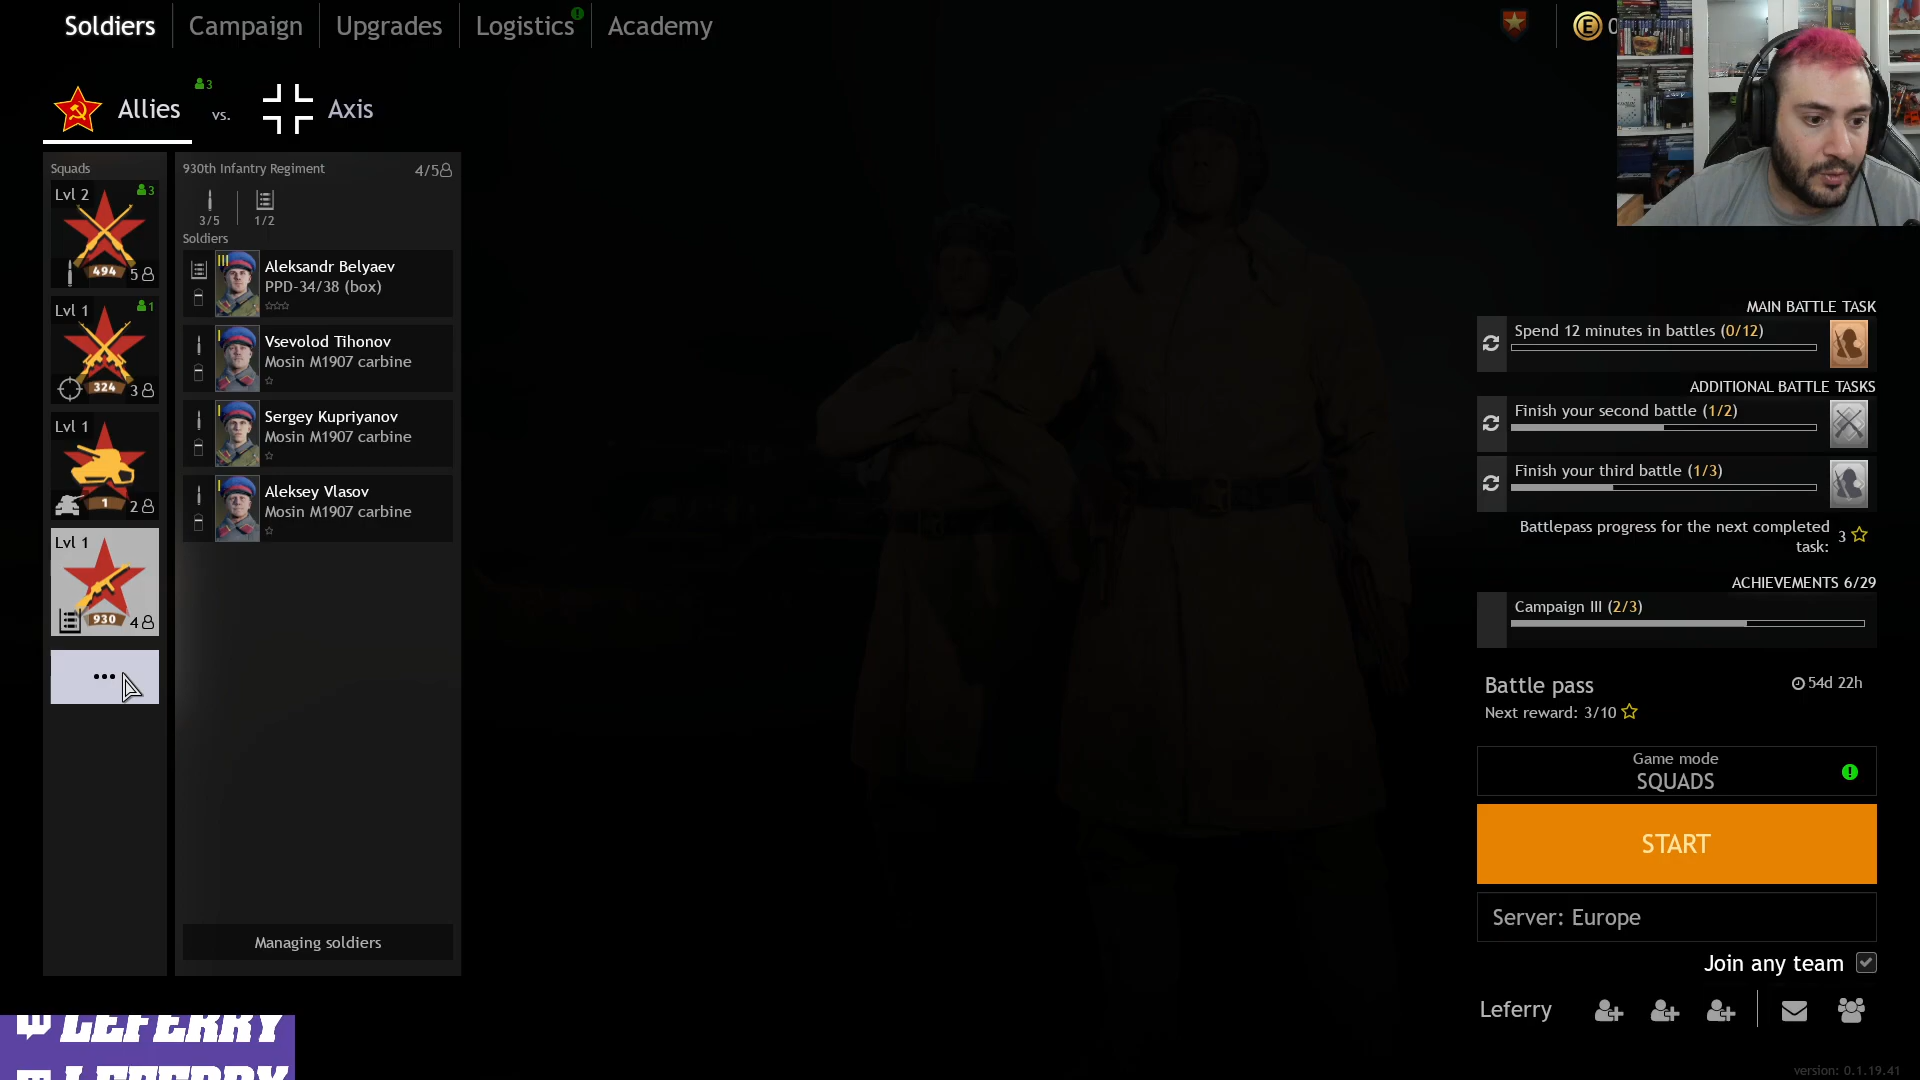 Soldiers
Campaign
Upgrades
Logistics
Academy
Allies
3
vs.
Axis
Squads
Lvl 2
3
494
5
Lvl 1
1
324
3
Lvl 1
1
2
Lvl 1
930
4
...
930th Infantry Regiment
4/5
3/5
1/2
Soldiers
Aleksandr Belyaev
PPD-34/38 (box)
Vsevolod Tihonov
Mosin M1907 carbine
Sergey Kupriyanov
Mosin M1907 carbine
Aleksey Vlasov
Mosin M1907 carbine
Managing soldiers
MAIN BATTLE TASK
Spend 12 minutes in battles (0/12)
ADDITIONAL BATTLE TASKS
Finish your second battle (1/2)
Finish your third battle (1/3)
Battlepass progress for the next completed
task: 3
ACHIEVEMENTS 6/29
Campaign III (2/3)
Battle pass
54d 22h
Next reward: 3/10
Game mode
SQUADS
START
Server: Europe
Join any team
Leferry
LEFERRY
LEFERRY
version: 0.1.19.41